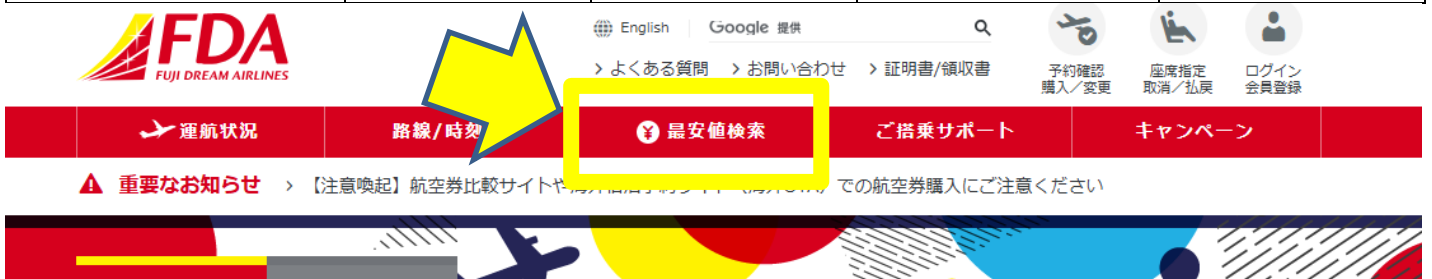 FDA
FUJI DREAM AIRLINES
English Google 提供
> よくある質問 > お問い合わせ > 証明書/領収書
予約確認
購入/変更
座席指定
取消/払戻
ログイン
会員登録
運航状況 路線/時刻 ¥ 最安値検索 ご搭乗サポート キャンペーン
重要なお知らせ > 【注意喚起】航空券比較サイトや での航空券購入にご注意ください